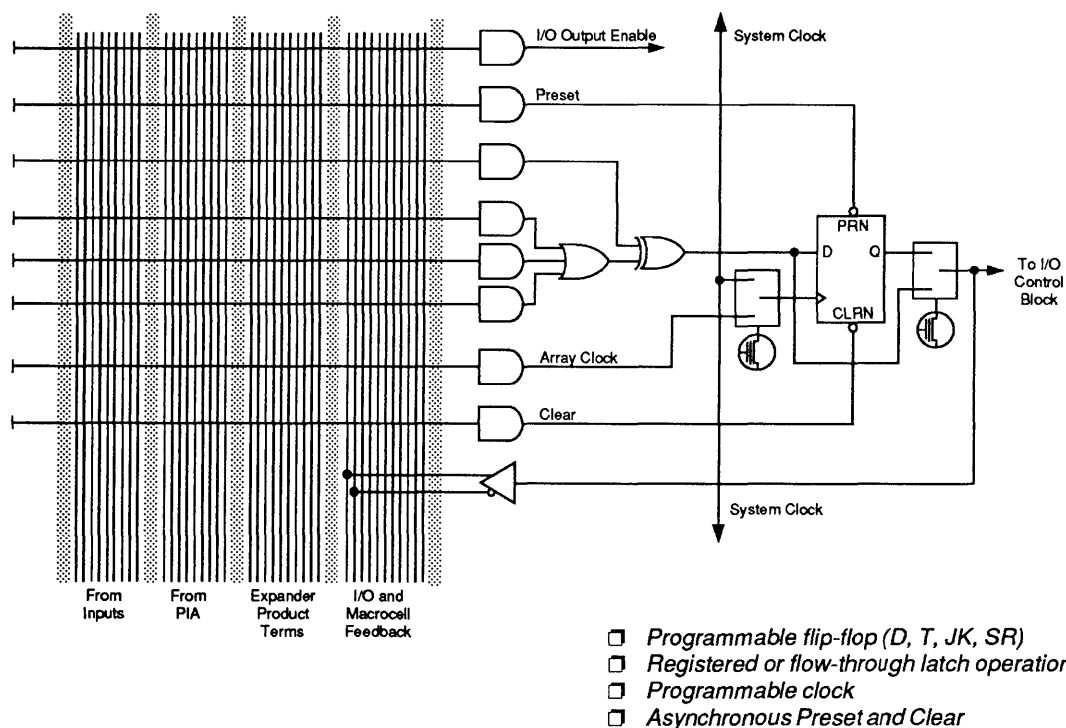 I/O Output Enable
System Clock
Preset
PRN
D
Q
To I/O
Control
Block
CLRN
Array Clock
Clear
System Clock
From
Inputs
From
PIA
Expander
Product
Terms
I/O and
Macrocell
Feedback
Programmable flip-flop (D, T, JK, SR)
Registered or flow-through latch operation
Programmable clock
Asynchronous Preset and Clear